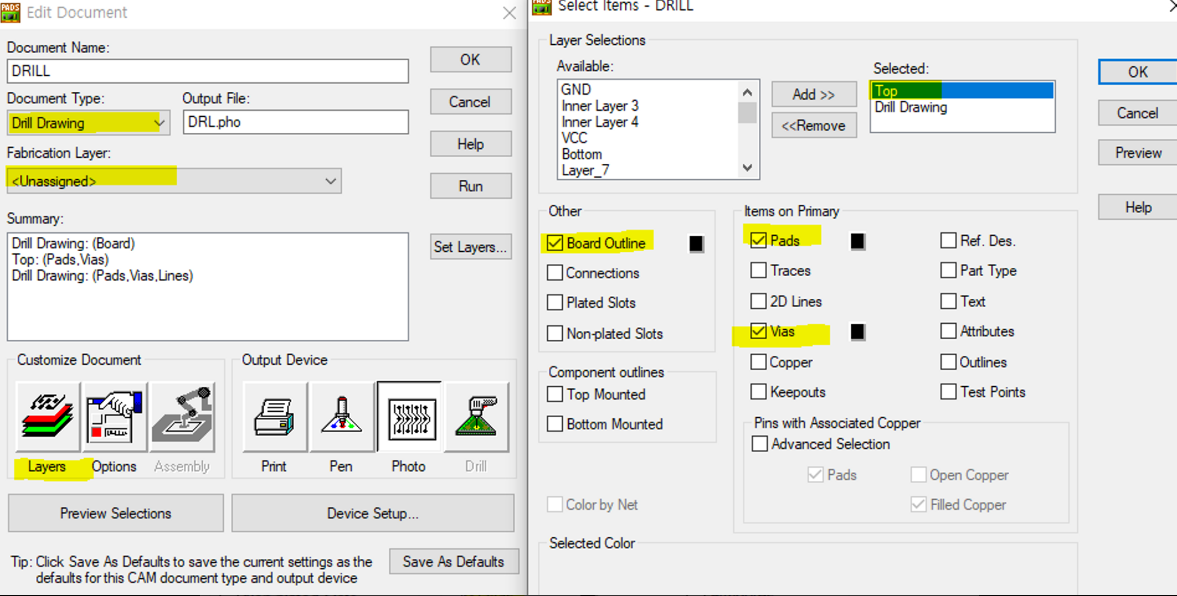 PADS
Edit Document
Document Name:
DRILL
Document Type:
Output File:
Drill Drawing
DRL.pho
Fabrication Layer:
<Unassigned>
Summary:
Drill Drawing: (Board)
Top: (Pads,Vias)
Drill Drawing: (Pads,Vias,Lines)
OK
Cancel
Help
Run
Set Layers...
Customize Document
Layers
Options
Assembly
Output Device
Print
Pen
Photo
Drill
Preview Selections
Device Setup...
Tip: Click Save As Defaults to save the current settings as the
defaults for this CAM document type and output device
Save As Defaults
Select Items - DRILL
Layer Selections
Available:
GND
Inner Layer 3
Inner Layer 4
VCC
Bottom
Layer_7
Add >>
<<Remove
Selected:
Top
Drill Drawing
OK
Cancel
Preview
Help
Other
Board Outline
Connections
Plated Slots
Non-plated Slots
Component outlines
Top Mounted
Bottom Mounted
Color by Net
Items on Primary
Pads
Traces
2D Lines
Vias
Copper
Keepouts
Ref. Des.
Part Type
Text
Attributes
Outlines
Test Points
Pins with Associated Copper
Advanced Selection
Pads
Open Copper
Filled Copper
Selected Color